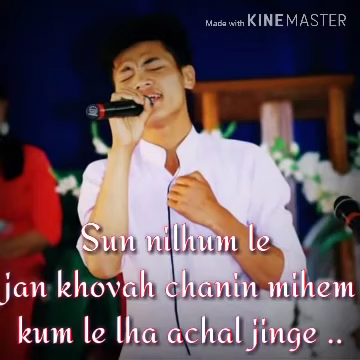 Made with KINEMASTER
Sun nilhum le
jan khovah chanin mihem
kum le lha achal jinge ..